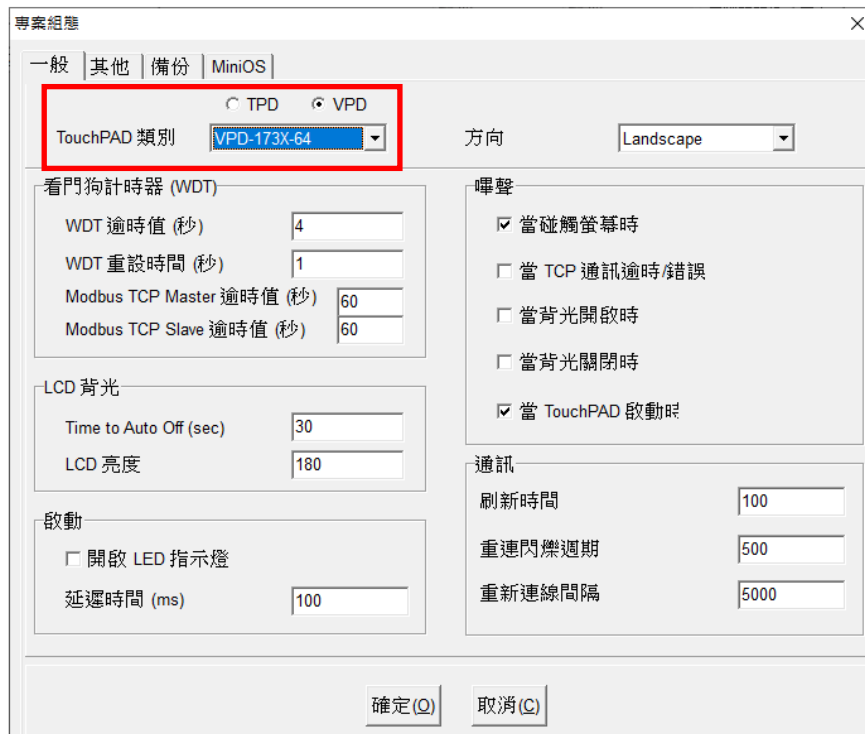 專案組態
一般 其他 備份 MiniOS
TPD VPD
TouchPAD 類別 VPD-173X-64 方向 Landscape
看門狗計時器 (WDT)
WDT 逾時值 (秒) 4
WDT 重設時間 (秒) 1
Modbus TCP Master 逾時值 (秒) 60
Modbus TCP Slave 逾時值 (秒) 60
LCD 背光
Time to Auto Off (sec) 30
LCD 亮度 180
啟動
開啟 LED 指示燈
延遲時間 (ms) 100
嗶聲
當碰觸螢幕時
當 TCP 通訊逾時/錯誤
當背光開啟時
當背光關閉時
當 TouchPAD 啟動時
通訊
刷新時間 100
重連閃爍週期 500
重新連線間隔 5000
確定(O) 取消(C)